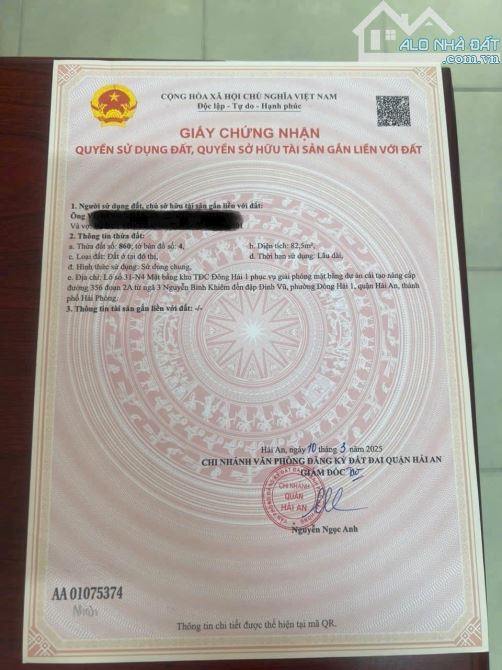 ALO NHÀ ĐẤT
.com.vn
CỘNG HÒA XÃ HỘI CHỦ NGHĨA VIỆT NAM
Độc lập - Tự do - Hạnh phúc
GIẤY CHỨNG NHẬN
QUYỀN SỬ DỤNG ĐẤT, QUYỀN SỞ HỮU TÀI SẢN GẮN LIỀN VỚI ĐẤT
1. Người sử dụng đất, chủ sở hữu tài sản gắn liền với đất:
Ông
Và vợ
2. Thông tin thửa đất:
a. Thửa đất số: 860; tờ bản đồ số: 4, b. Diện tích: 82,5m²,
c. Loại đất: Đất ở tại đô thị, d. Thời hạn sử dụng: Lâu dài,
đ. Hình thức sử dụng: Sử dụng chung,
e. Địa chỉ: Lô số 31-N4 Mặt bằng khu TĐC Đông Hải 1 phục vụ giải phóng mặt bằng dự án cải tạo nâng cấp
đường 356 đoạn 2A từ ngã 3 Nguyễn Bỉnh Khiêm đến đập Đình Vũ, phường Đông Hải 1, quận Hải An, thành
phố Hải Phòng.
3. Thông tin tài sản gắn liền với đất: -/-
Hải An, ngày 10 tháng 3 năm 2025
CHI NHÁNH VĂN PHÒNG ĐĂNG KÝ ĐẤT ĐAI QUẬN HẢI AN
GIÁM ĐỐC
CHI NHÁNH
QUẬN
HẢI AN
Nguyễn Ngọc Anh
AA 01075374
Thông tin chi tiết được thể hiện tại mã QR.